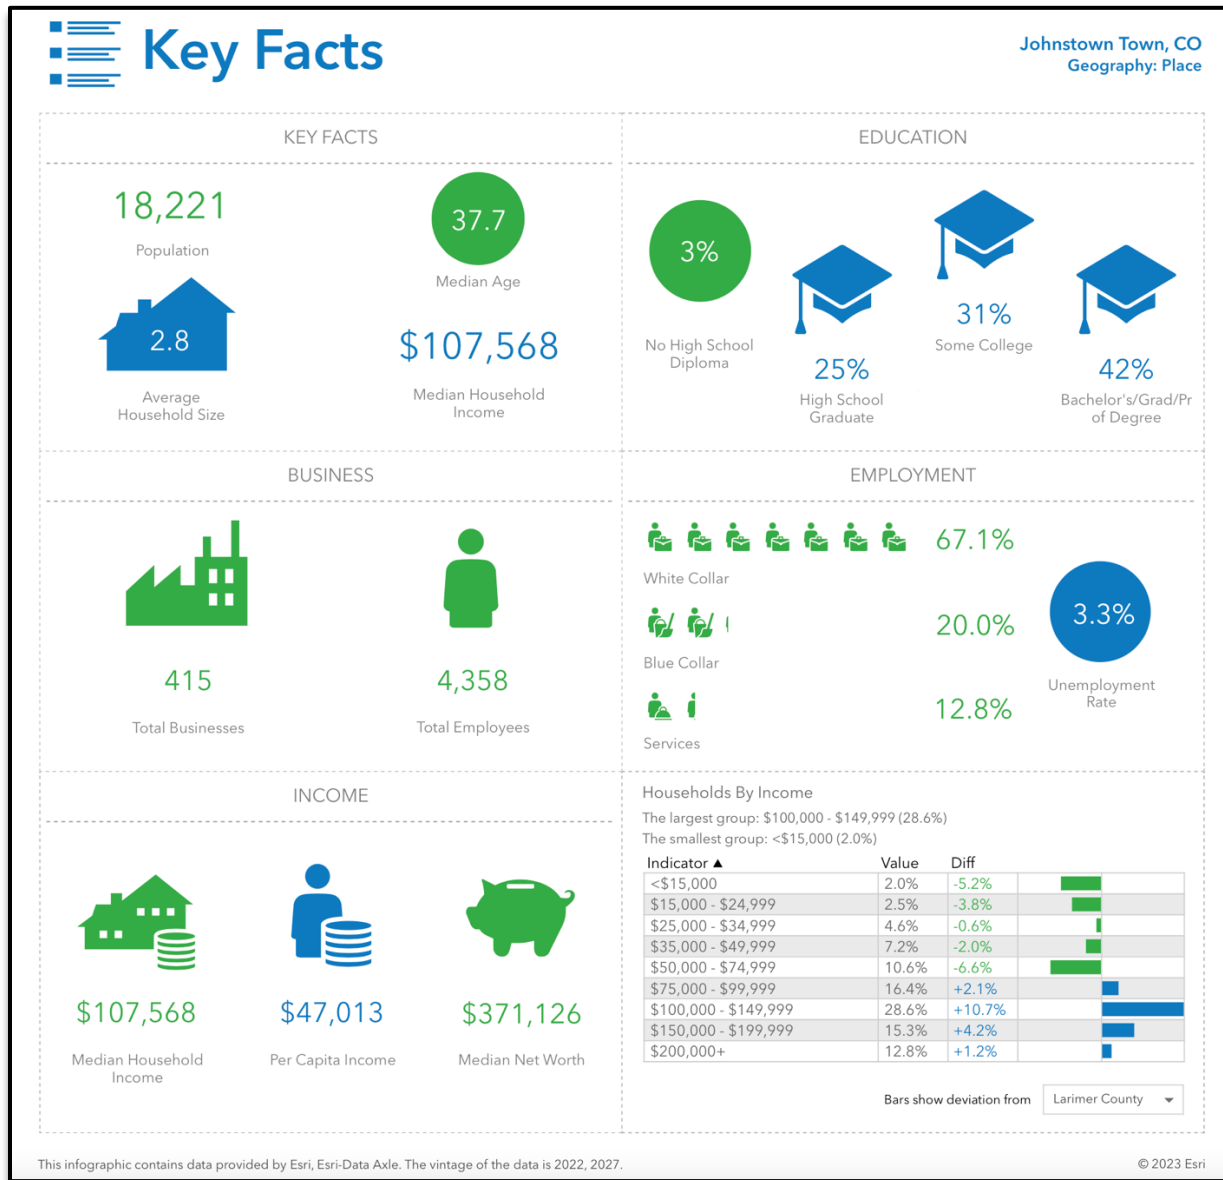 Key Facts
Johnstown Town, CO
Geography: Place
KEY FACTS
18,221
Population
37.7
Median Age
2.8
Average
Household Size
$107,568
Median Household
Income
EDUCATION
3%
No High School
Diploma
25%
High School
Graduate
31%
Some College
42%
Bachelor's/Grad/Pr
of Degree
BUSINESS
415
Total Businesses
4,358
Total Employees
EMPLOYMENT
67.1%
White Collar
20.0%
Blue Collar
12.8%
Services
3.3%
Unemployment
Rate
INCOME
$107,568
Median Household
Income
$47,013
Per Capita Income
$371,126
Median Net Worth
Households By Income
The largest group: $100,000 - $149,999 (28.6%)
The smallest group: <$15,000 (2.0%)
Indicator ▲ Value Diff
<$15,000 2.0% -5.2%
$15,000 - $24,999 2.5% -3.8%
$25,000 - $34,999 4.6% -0.6%
$35,000 - $49,999 7.2% -2.0%
$50,000 - $74,999 10.6% -6.6%
$75,000 - $99,999 16.4% +2.1%
$100,000 - $149,999 28.6% +10.7%
$150,000 - $199,999 15.3% +4.2%
$200,000+ 12.8% +1.2%
Bars show deviation from Larimer County
This infographic contains data provided by Esri, Esri-Data Axle. The vintage of the data is 2022, 2027.
© 2023 Esri